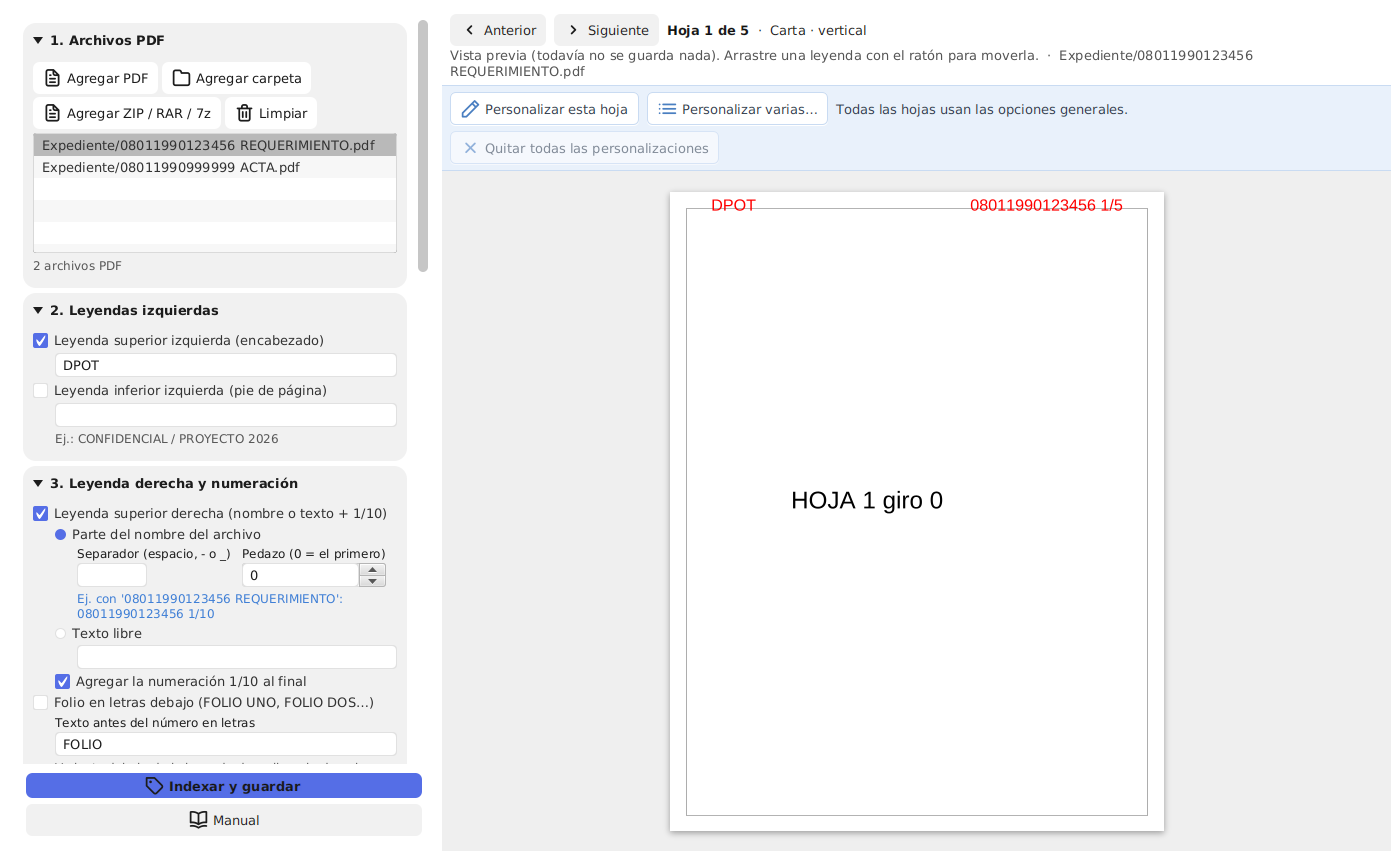 1. Archivos PDF
Agregar PDF
Agregar carpeta
Agregar ZIP / RAR / 7z
Limpiar
Expediente/08011990123456 REQUERIMIENTO.pdf
Expediente/08011990999999 ACTA.pdf
2 archivos PDF
2. Leyendas izquierdas
Leyenda superior izquierda (encabezado)
DPOT
Leyenda inferior izquierda (pie de página)
Ej.: CONFIDENCIAL / PROYECTO 2026
3. Leyenda derecha y numeración
Leyenda superior derecha (nombre o texto + 1/10)
Parte del nombre del archivo
Separador (espacio, - o _)
Pedazo (0 = el primero)
0
Ej. con '08011990123456 REQUERIMIENTO':
08011990123456 1/10
Texto libre
Agregar la numeración 1/10 al final
Folio en letras debajo (FOLIO UNO, FOLIO DOS...)
Texto antes del número en letras
FOLIO
Indexar y guardar
Manual
Anterior
Siguiente
Hoja 1 de 5 · Carta · vertical
Vista previa (todavía no se guarda nada). Arrastre una leyenda con el ratón para moverla. · Expediente/08011990123456
REQUERIMIENTO.pdf
Personalizar esta hoja
Personalizar varias...
Todas las hojas usan las opciones generales.
Quitar todas las personalizaciones
DPOT
08011990123456 1/5
HOJA 1 giro 0